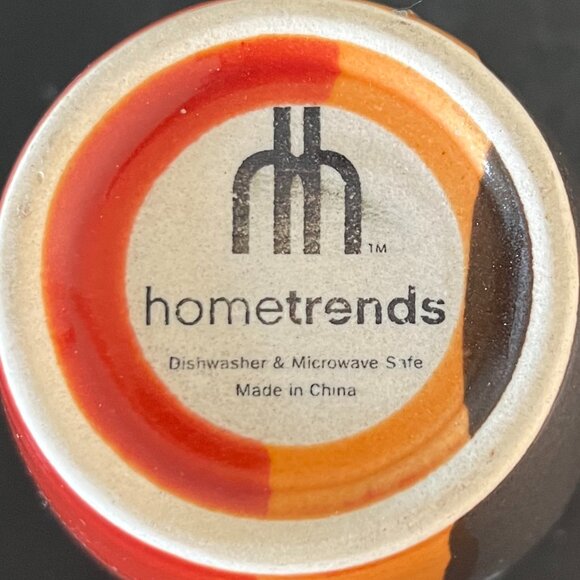 TM
hometrends
Dishwasher & Microwave Safe
Made in China